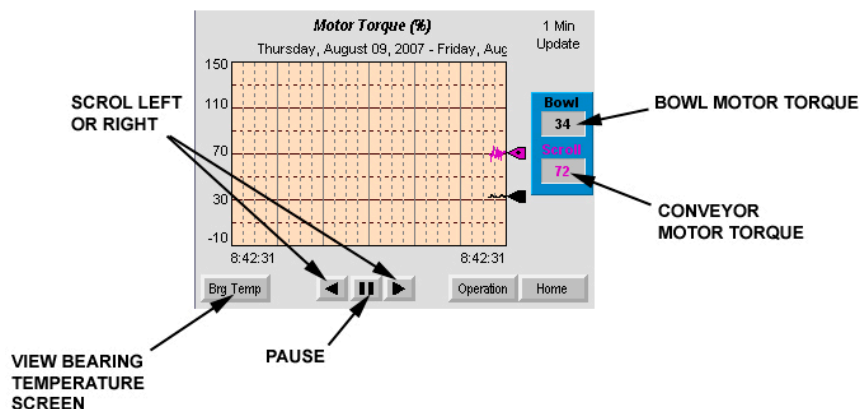 Motor Torque (%)
1 Min
Update
Thursday, August 09, 2007 - Friday, Aug
150
110
70
30
-10
8:42:31
8:42:31
Bowl
34
Scroll
72
Brg Temp
Operation
Home
SCROL LEFT
OR RIGHT
BOWL MOTOR TORQUE
CONVEYOR
MOTOR TORQUE
PAUSE
VIEW BEARING
TEMPERATURE
SCREEN